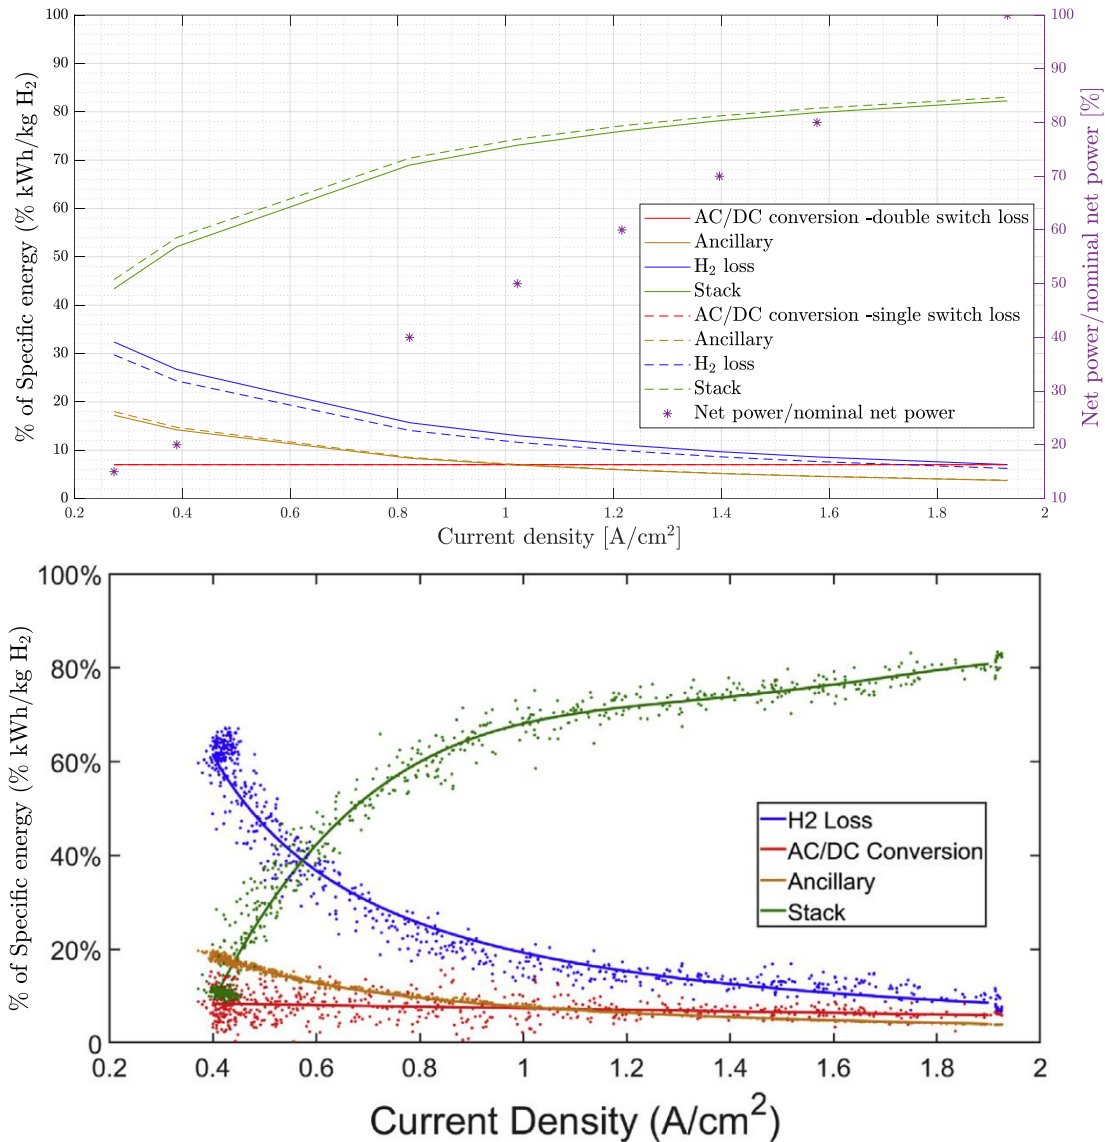 % of Specific energy (% kWh/kg H₂)
100
90
80
70
60
50
40
30
20
10
0
100
90
80
70
60
50
40
30
20
10
Net power/nominal net power [%]
AC/DC conversion -double switch loss
Ancillary
H₂ loss
Stack
AC/DC conversion -single switch loss
Ancillary
H₂ loss
Stack
Net power/nominal net power
0.2 0.4 0.6 0.8 1 1.2 1.4 1.6 1.8 2
Current density [A/cm²]
% of Specific energy (% kWh/kg H₂)
100%
80%
60%
40%
20%
0
H2 Loss
AC/DC Conversion
Ancillary
Stack
0.2 0.4 0.6 0.8 1 1.2 1.4 1.6 1.8 2
Current Density (A/cm²)